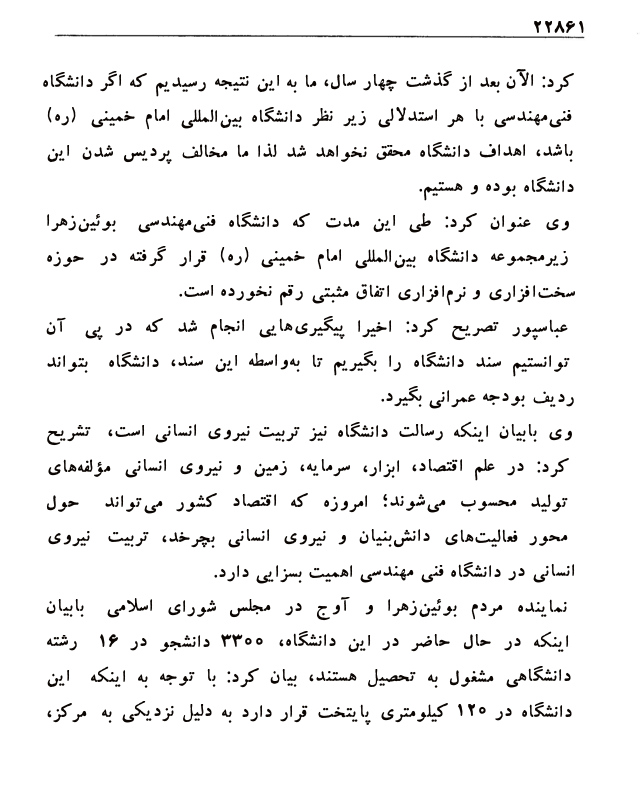 ۲۲۸۶۱
کرد: الآن بعد از گذشت چهار سال، ما به این نتیجه رسیدیم که اگر دانشگاه
فنی‌مهندسی با هر استدلالی زیر نظر دانشگاه بین‌المللی امام خمینی (ره)
باشد، اهداف دانشگاه محقق نخواهد شد لذا ما مخالف پردیس شدن این
دانشگاه بوده و هستیم.
وی عنوان کرد: طی این مدت که دانشگاه فنی‌مهندسی بوئین‌زهرا
زیرمجموعه دانشگاه بین‌المللی امام خمینی (ره) قرار گرفته در حوزه
سخت‌افزاری و نرم‌افزاری اتفاق مثبتی رقم نخورده است.
عباسپور تصریح کرد: اخیرا پیگیری‌هایی انجام شد که در پی آن
توانستیم سند دانشگاه را بگیریم تا به‌واسطه این سند، دانشگاه بتواند
ردیف بودجه عمرانی بگیرد.
وی بابیان اینکه رسالت دانشگاه نیز تربیت نیروی انسانی است، تشریح
کرد: در علم اقتصاد، ابزار، سرمایه، زمین و نیروی انسانی مؤلفه‌های
تولید محسوب می‌شوند؛ امروزه که اقتصاد کشور می‌تواند حول
محور فعالیت‌های دانش‌بنیان و نیروی انسانی بچرخد، تربیت نیروی
انسانی در دانشگاه فنی مهندسی اهمیت بسزایی دارد.
نماینده مردم بوئین‌زهرا و آوج در مجلس شورای اسلامی بابیان
اینکه در حال حاضر در این دانشگاه، ۳۳۰۰ دانشجو در ۱۶ رشته
دانشگاهی مشغول به تحصیل هستند، بیان کرد: با توجه به اینکه این
دانشگاه در ۱۲۰ کیلومتری پایتخت قرار دارد به دلیل نزدیکی به مرکز،